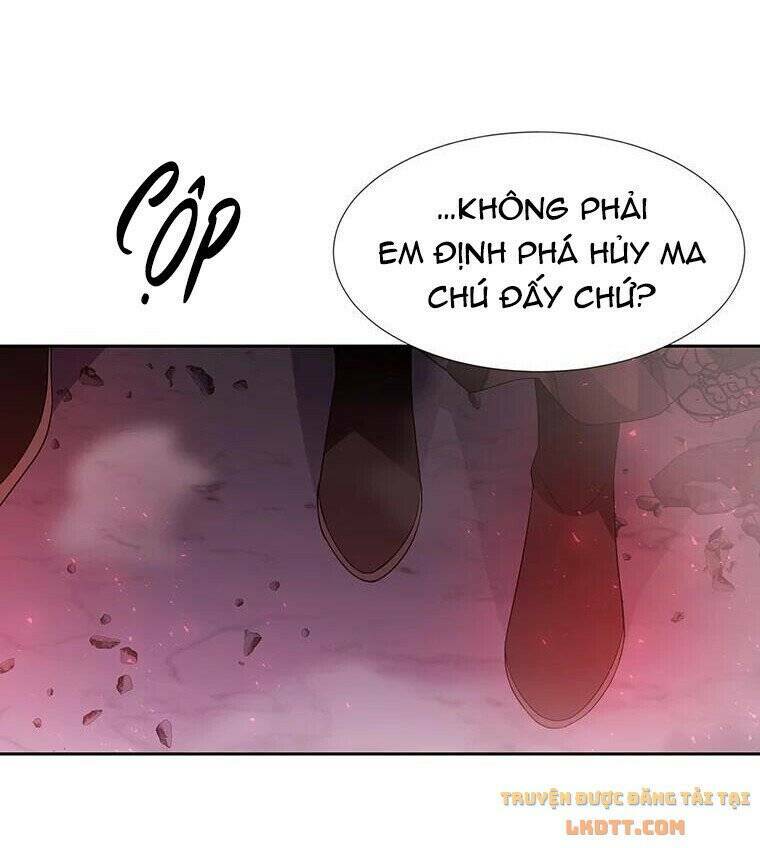 CỘP
...KHÔNG PHẢI
EM ĐỊNH PHÁ HỦY MA
CHÚ ĐẤY CHỨ?
TRUYỆN ĐƯỢC ĐĂNG TẢI TẠI
LKDTT.COM